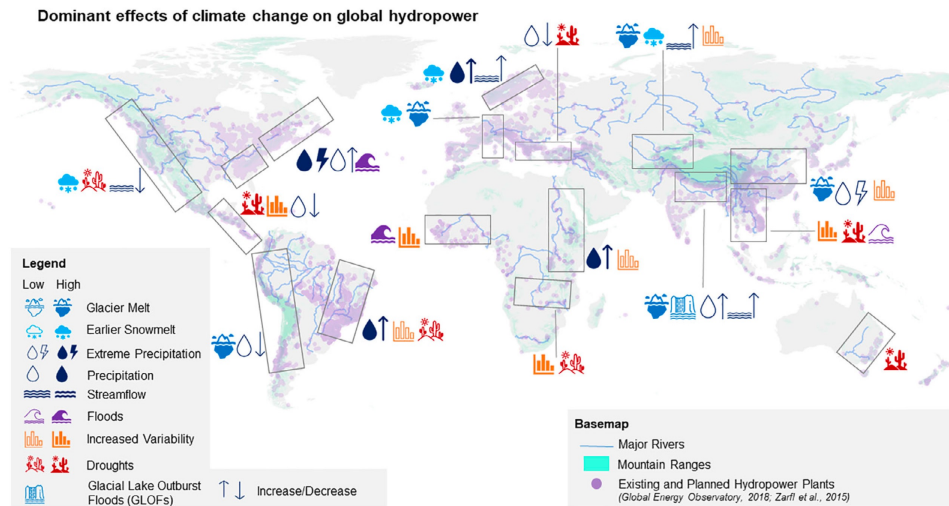 Dominant effects of climate change on global hydropower
Legend
Low High
Glacier Melt
Earlier Snowmelt
Extreme Precipitation
Precipitation
Streamflow
Floods
Increased Variability
Droughts
Glacial Lake Outburst
Floods (GLOFs)
Increase/Decrease
Basemap
Major Rivers
Mountain Ranges
Existing and Planned Hydropower Plants
(Global Energy Observatory, 2018; Zarfl et al., 2015)